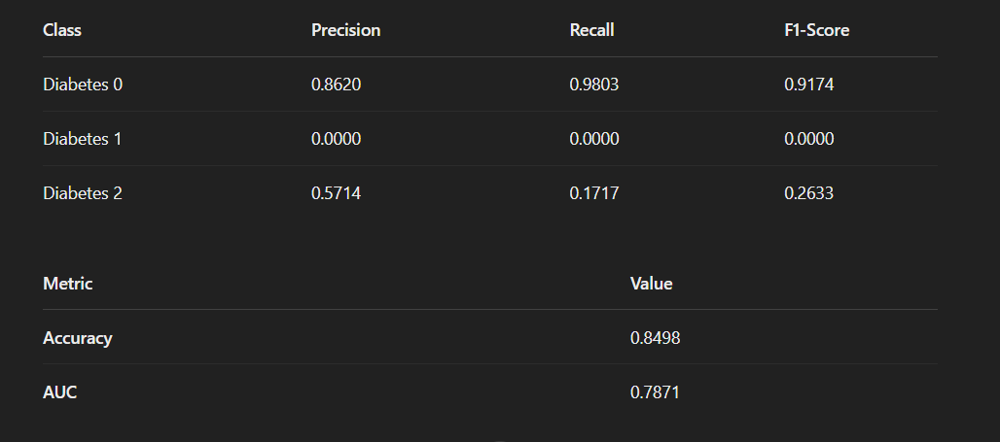 Class Precision Recall F1-Score
Diabetes 0 0.8620 0.9803 0.9174
Diabetes 1 0.0000 0.0000 0.0000
Diabetes 2 0.5714 0.1717 0.2633
Metric Value
Accuracy 0.8498
AUC 0.7871